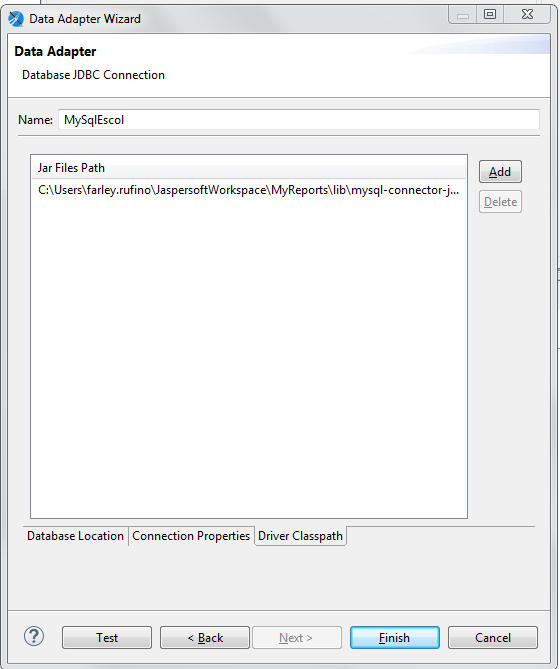 Data Adapter Wizard
Data Adapter
Database JDBC Connection
Name: MySqlEscol
Jar Files Path
C:\Users\farley.rufino\JaspersoftWorkspace\MyReports\lib\mysql-connector-j...
Add
Delete
Database Location Connection Properties Driver Classpath
? Test < Back Next > Finish Cancel